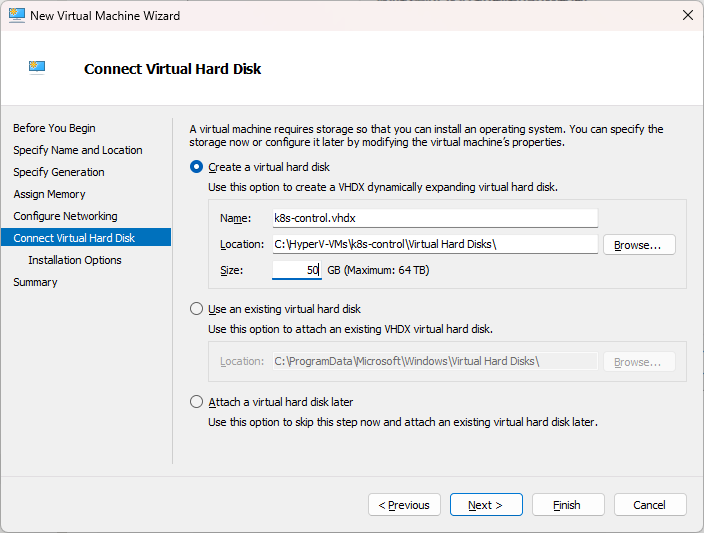 New Virtual Machine Wizard
Connect Virtual Hard Disk
Before You Begin
Specify Name and Location
Specify Generation
Assign Memory
Configure Networking
Connect Virtual Hard Disk
Installation Options
Summary
A virtual machine requires storage so that you can install an operating system. You can specify the
storage now or configure it later by modifying the virtual machine's properties.
Create a virtual hard disk
Use this option to create a VHDX dynamically expanding virtual hard disk.
Name: k8s-control.vhdx
Location: C:\HyperV-VMs\k8s-control\Virtual Hard Disks\ Browse...
Size: 50 GB (Maximum: 64 TB)
Use an existing virtual hard disk
Use this option to attach an existing VHDX virtual hard disk.
Location: C:\ProgramData\Microsoft\Windows\Virtual Hard Disks\ Browse...
Attach a virtual hard disk later
Use this option to skip this step now and attach an existing virtual hard disk later.
< Previous Next > Finish Cancel